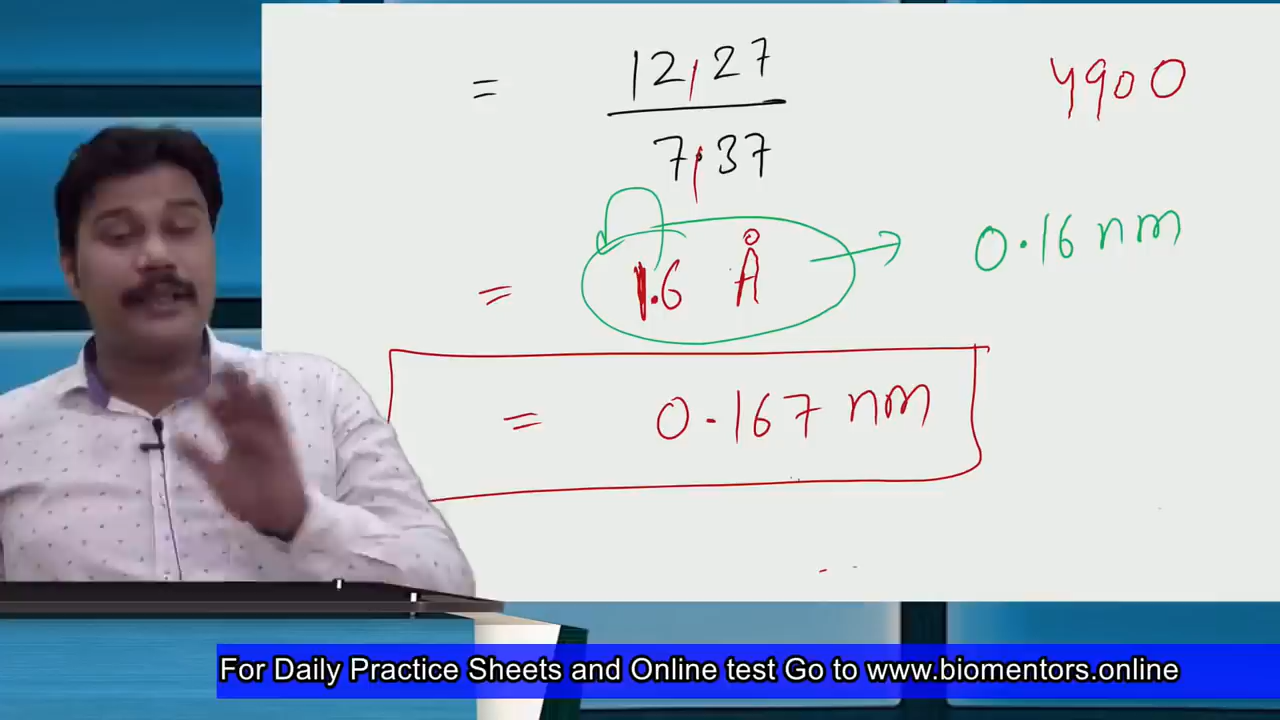 = 12.27 4900
7.37
= 1.6 Å → 0.16 nm
= 0.167 nm
For Daily Practice Sheets and Online test Go to www.biomentors.online